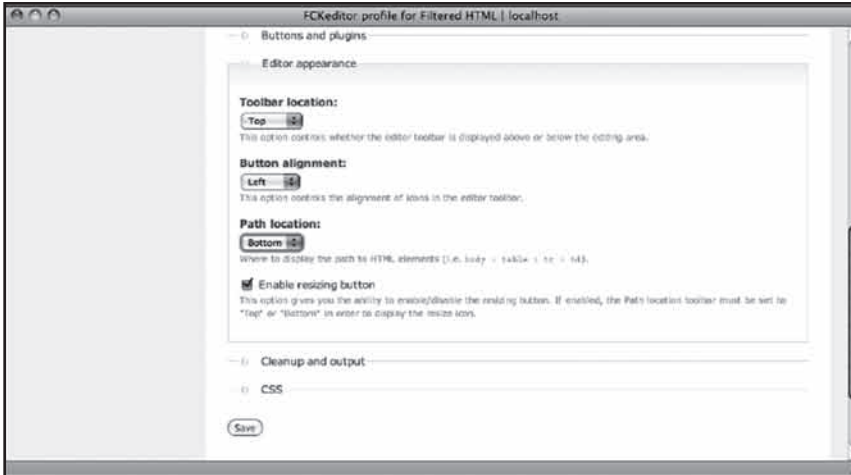 FCKeditor profile for Filtered HTML | localhost
Buttons and plugins
Editor appearance
Toolbar location:
Top
This option controls whether the editor toolbar is displayed above or below the editing area.
Button alignment:
Left
This option controls the alignment of icons in the editor toolbar.
Path location:
Bottom
Where to display the path to HTML elements (i.e. body > table > tr > td).
Enable resizing button
This option gives you the ability to enable/disable the resizing button. If enabled, the Path location toolbar must be set to
"Top" or "Bottom" in order to display the resize icon.
Cleanup and output
CSS
Save